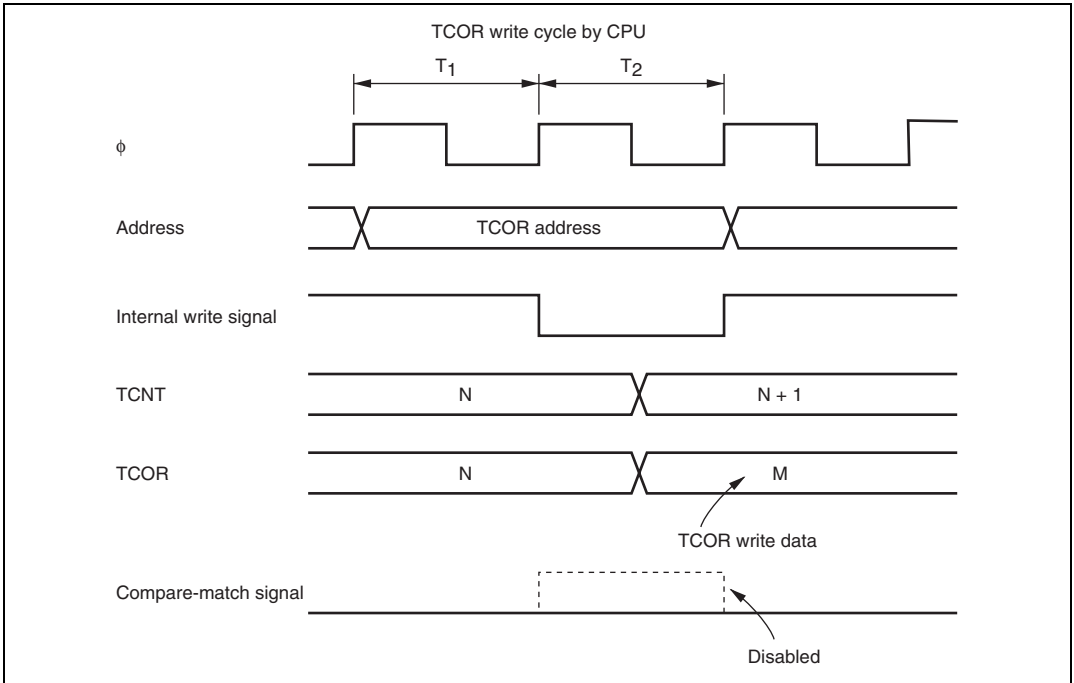 TCOR write cycle by CPU
T1 T2
ϕ
Address TCOR address
Internal write signal
TCNT N N + 1
TCOR N M
TCOR write data
Compare-match signal
Disabled